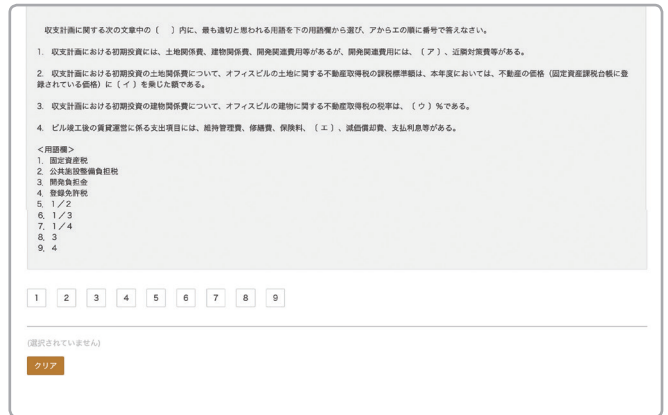 収支計画に関する次の文章中の〔　〕内に、最も適切と思われる用語を下の用語欄から選び、アからエの順に番号で答えなさい。
1. 収支計画における初期投資には、土地関係費、建物関係費、開発関連費用等があるが、開発関連費用には、〔 ア 〕、近隣対策費等がある。
2. 収支計画における初期投資の土地関係費について、オフィスビルの土地に関する不動産取得税の課税標準額は、本年度においては、不動産の価格（固定資産課税台帳に登
録されている価格）に〔 イ 〕を乗じた額である。
3. 収支計画における初期投資の建物関係費について、オフィスビルの建物に関する不動産取得税の税率は、〔 ウ 〕％である。
4. ビル竣工後の賃貸運営に係る支出項目には、維持管理費、修繕費、保険料、〔 エ 〕、減価償却費、支払利息等がある。
＜用語欄＞
1. 固定資産税
2. 公共施設整備負担税
3. 開発負担金
4. 登録免許税
5. 1／2
6. 1／3
7. 1／4
8. 3
9. 4
1 2 3 4 5 6 7 8 9
(選択されていません)
クリア